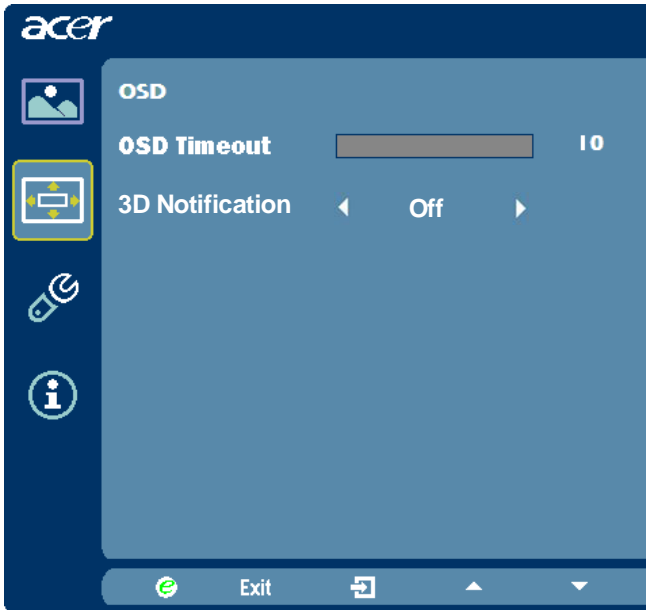 acer
OSD
OSD Timeout 10
3D Notification Off
Exit